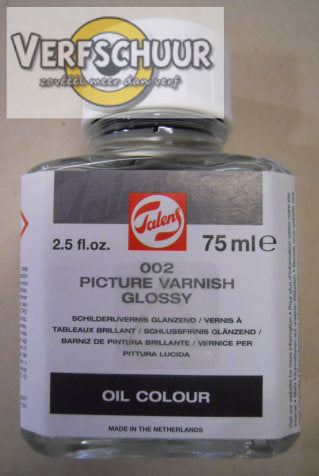 VERFSCHUUR
zoveel meer dan verf
Talens
2.5 fl.oz. 75 ml e
002
PICTURE VARNISH
GLOSSY
SCHILDERIJVERNIS GLANZEND / VERNIS À
TABLEAUX BRILLANT / SCHLUSSFIRNIS GLÄNZEND /
BARNIZ DE PINTURA BRILLANTE / VERNICE PER
PITTURA LUCIDA
OIL COLOUR
MADE IN THE NETHERLANDS